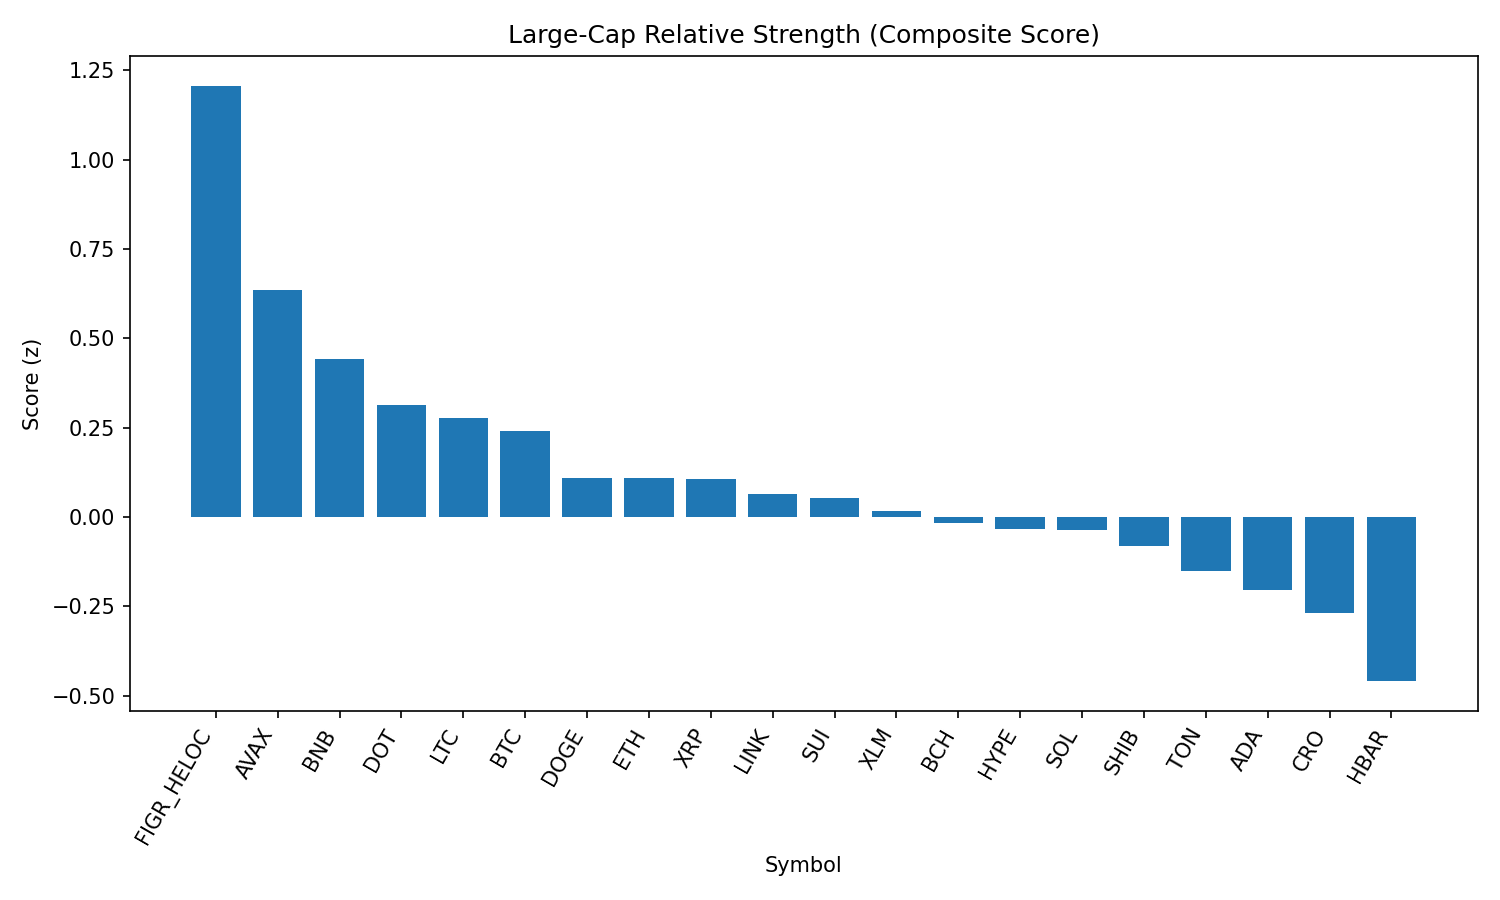 Large-Cap Relative Strength (Composite Score)
Score (z)
1.25
1.00
0.75
0.50
0.25
0.00
−0.25
−0.50
FIGR_HELOC
AVAX
BNB
DOT
LTC
BTC
DOGE
ETH
XRP
LINK
SUI
XLM
BCH
HYPE
SOL
SHIB
TON
ADA
CRO
HBAR
Symbol